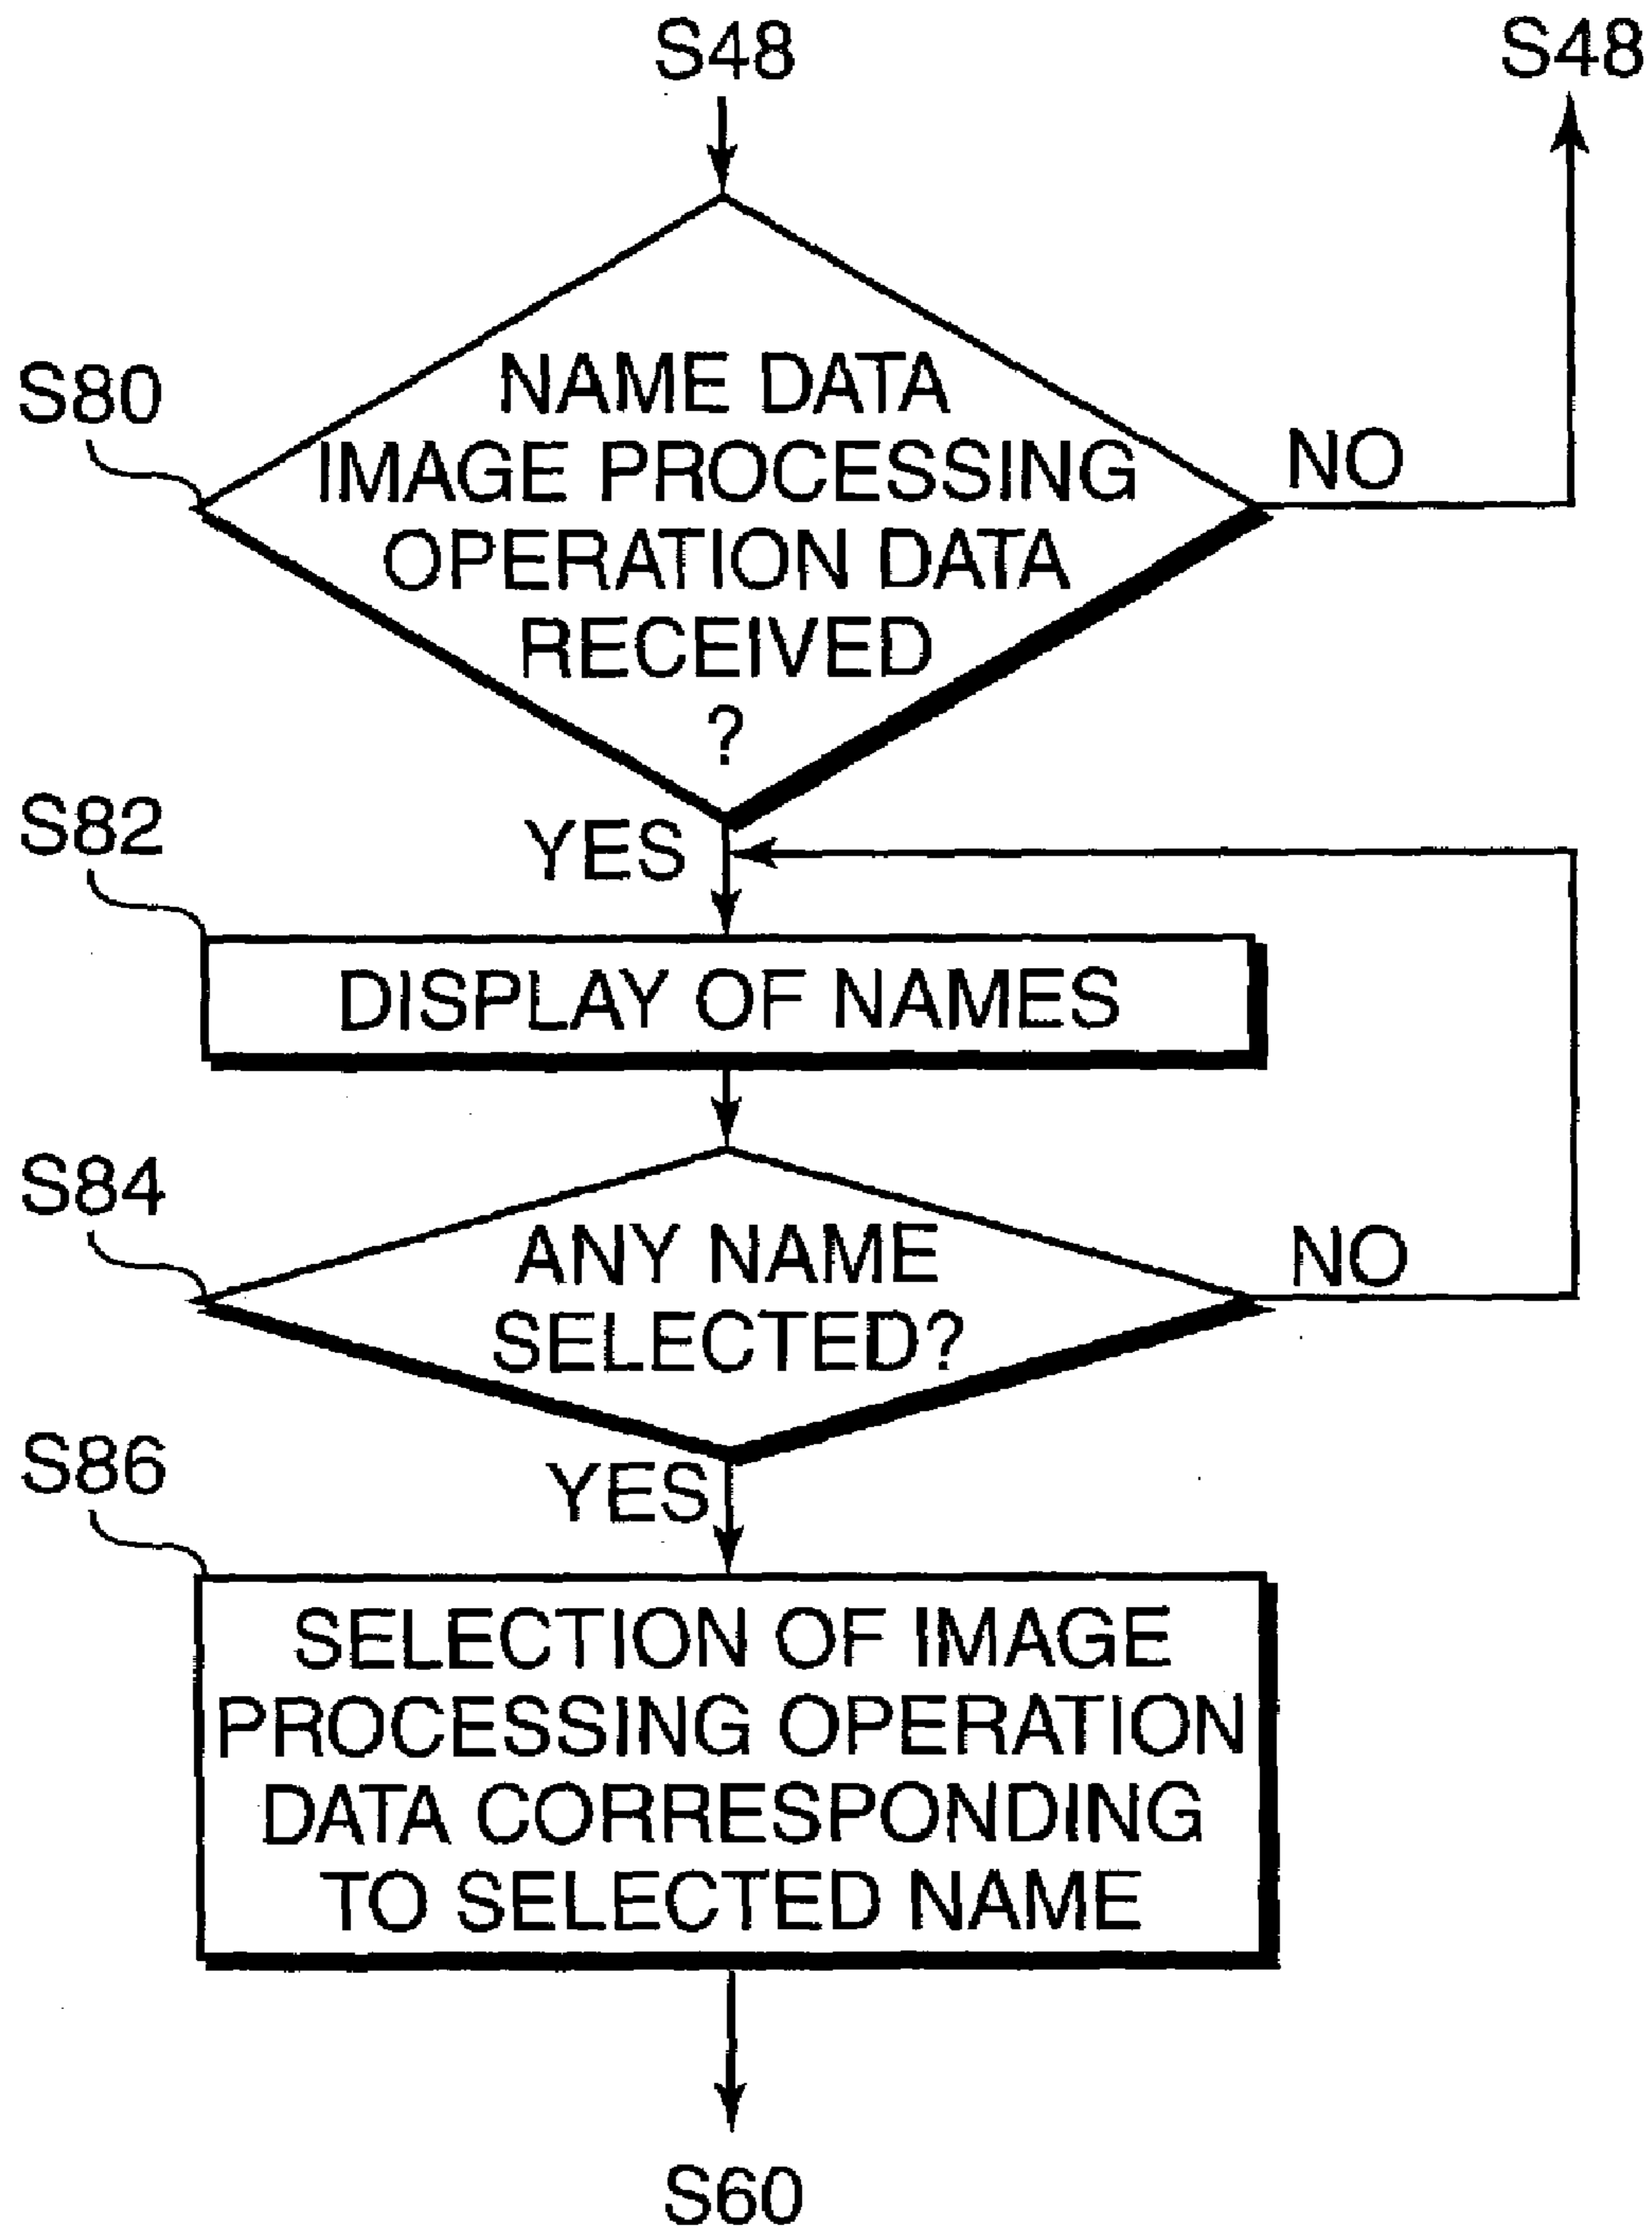 S48
S48
S80
NAME DATA
IMAGE PROCESSING
OPERATION DATA
RECEIVED
?
NO
YES
S82
DISPLAY OF NAMES
S84
ANY NAME
SELECTED?
NO
YES
S86
SELECTION OF IMAGE
PROCESSING OPERATION
DATA CORRESPONDING
TO SELECTED NAME
S60